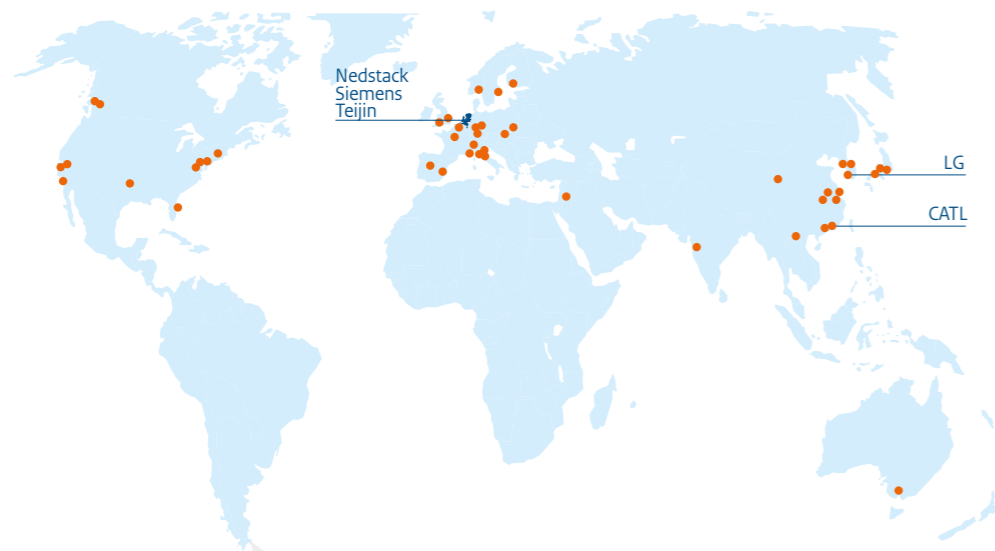 Nedstack
Siemens
Teijin
LG
CATL